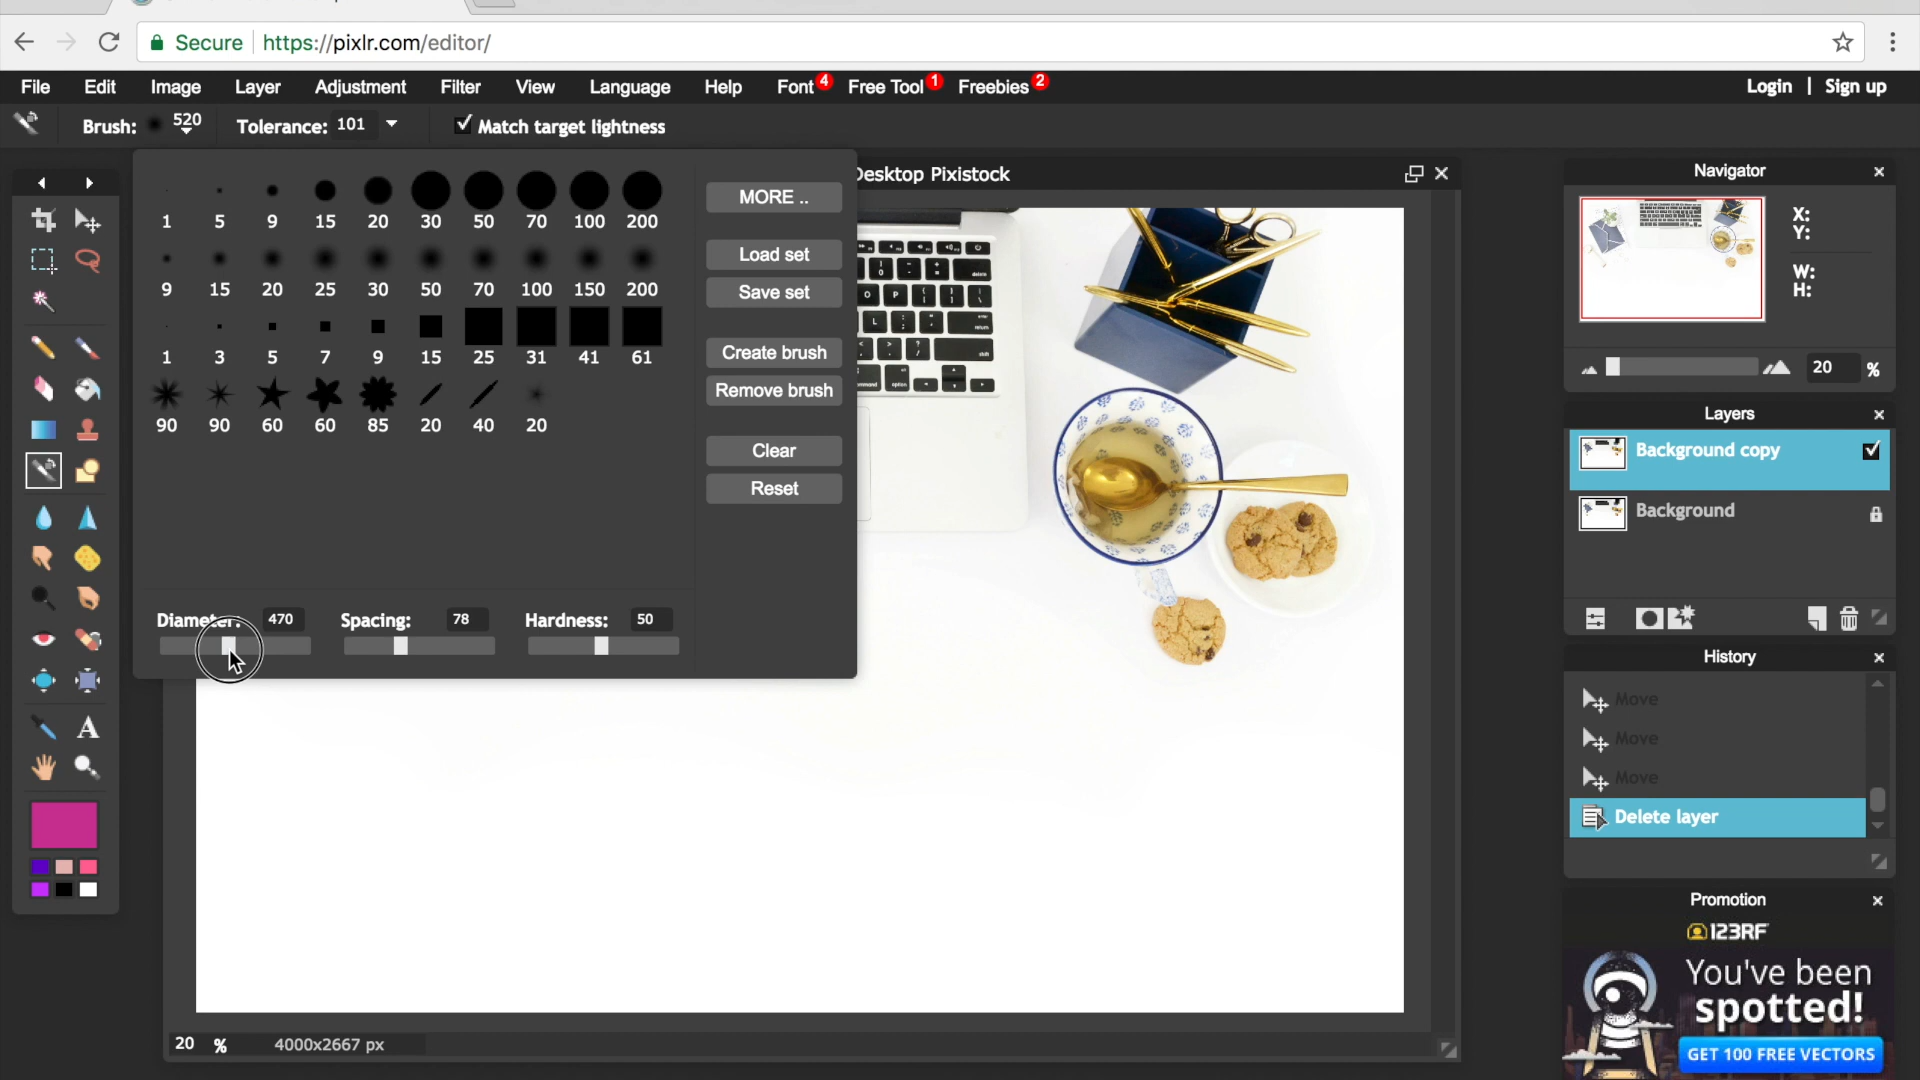 Secure https://pixlr.com/editor/
File Edit Image Layer Adjustment Filter View Language Help Font 4 Free Tool 1 Freebies 2 Login | Sign up
Brush: 520 Tolerance: 101 Match target lightness
Desktop Pixistock
1 5 9 15 20 30 50 70 100 200
9 15 20 25 30 50 70 100 150 200
1 3 5 7 9 15 25 31 41 61
90 90 60 60 85 20 40 20
MORE ..
Load set
Save set
Create brush
Remove brush
Clear
Reset
Diameter: 470 Spacing: 78 Hardness: 50
20 % 4000x2667 px
Navigator
X:
Y:
W:
H:
20 %
Layers
Background copy
Background
History
Move
Move
Move
Delete layer
Promotion
123RF
You've been
spotted!
GET 100 FREE VECTORS